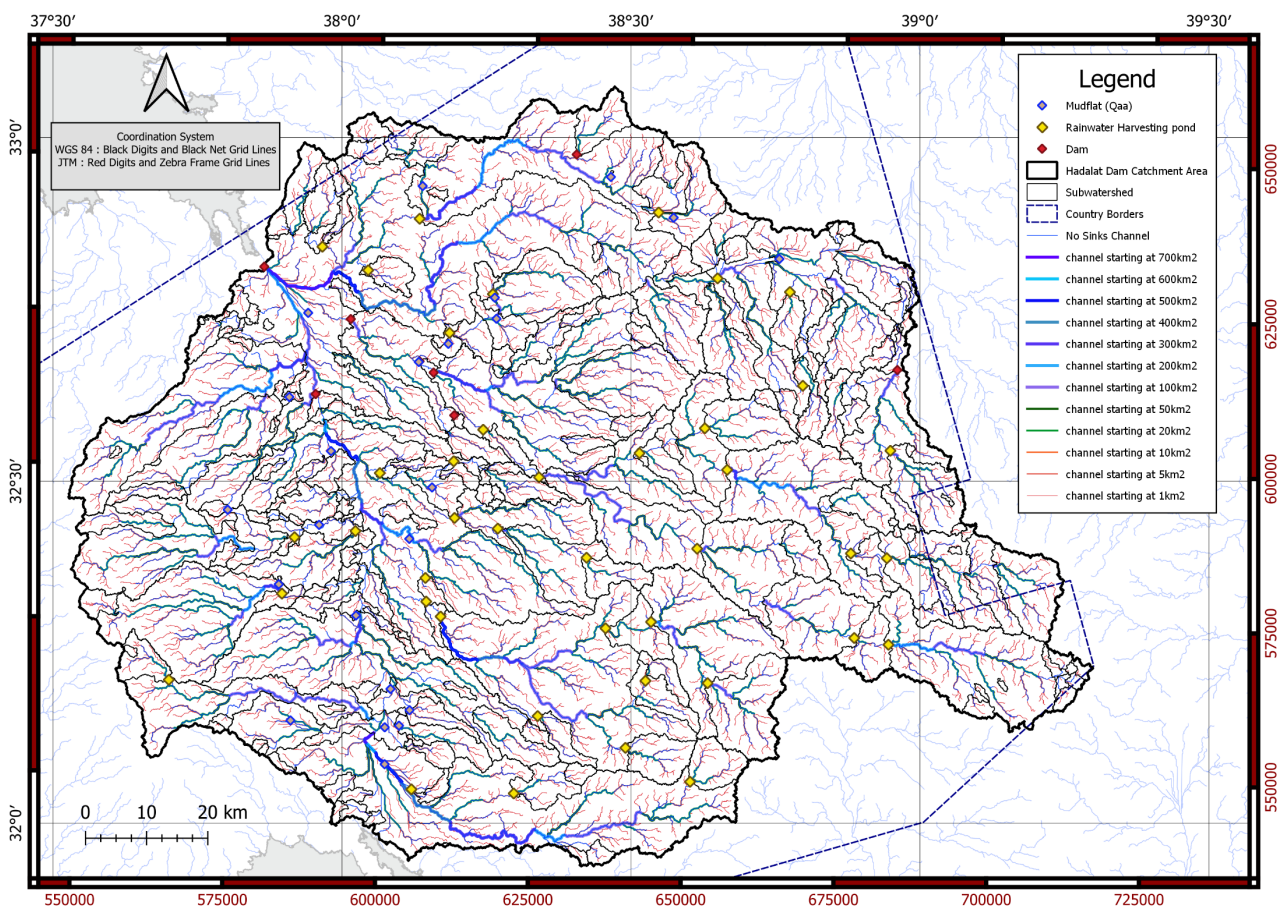 37°30′ 38°0′ 38°30′ 39°0′ 39°30′
Coordination System
WGS 84 : Black Digits and Black Net Grid Lines
JTM : Red Digits and Zebra Frame Grid Lines
Legend
Mudflat (Qaa)
Rainwater Harvesting pond
Dam
Hadalat Dam Catchment Area
Subwatershed
Country Borders
No Sinks Channel
channel starting at 700km2
channel starting at 600km2
channel starting at 500km2
channel starting at 400km2
channel starting at 300km2
channel starting at 200km2
channel starting at 100km2
channel starting at 50km2
channel starting at 20km2
channel starting at 10km2
channel starting at 5km2
channel starting at 1km2
33°0′
32°30′
32°0′
650000
625000
600000
575000
550000
0 10 20 km
550000 575000 600000 625000 650000 675000 700000 725000